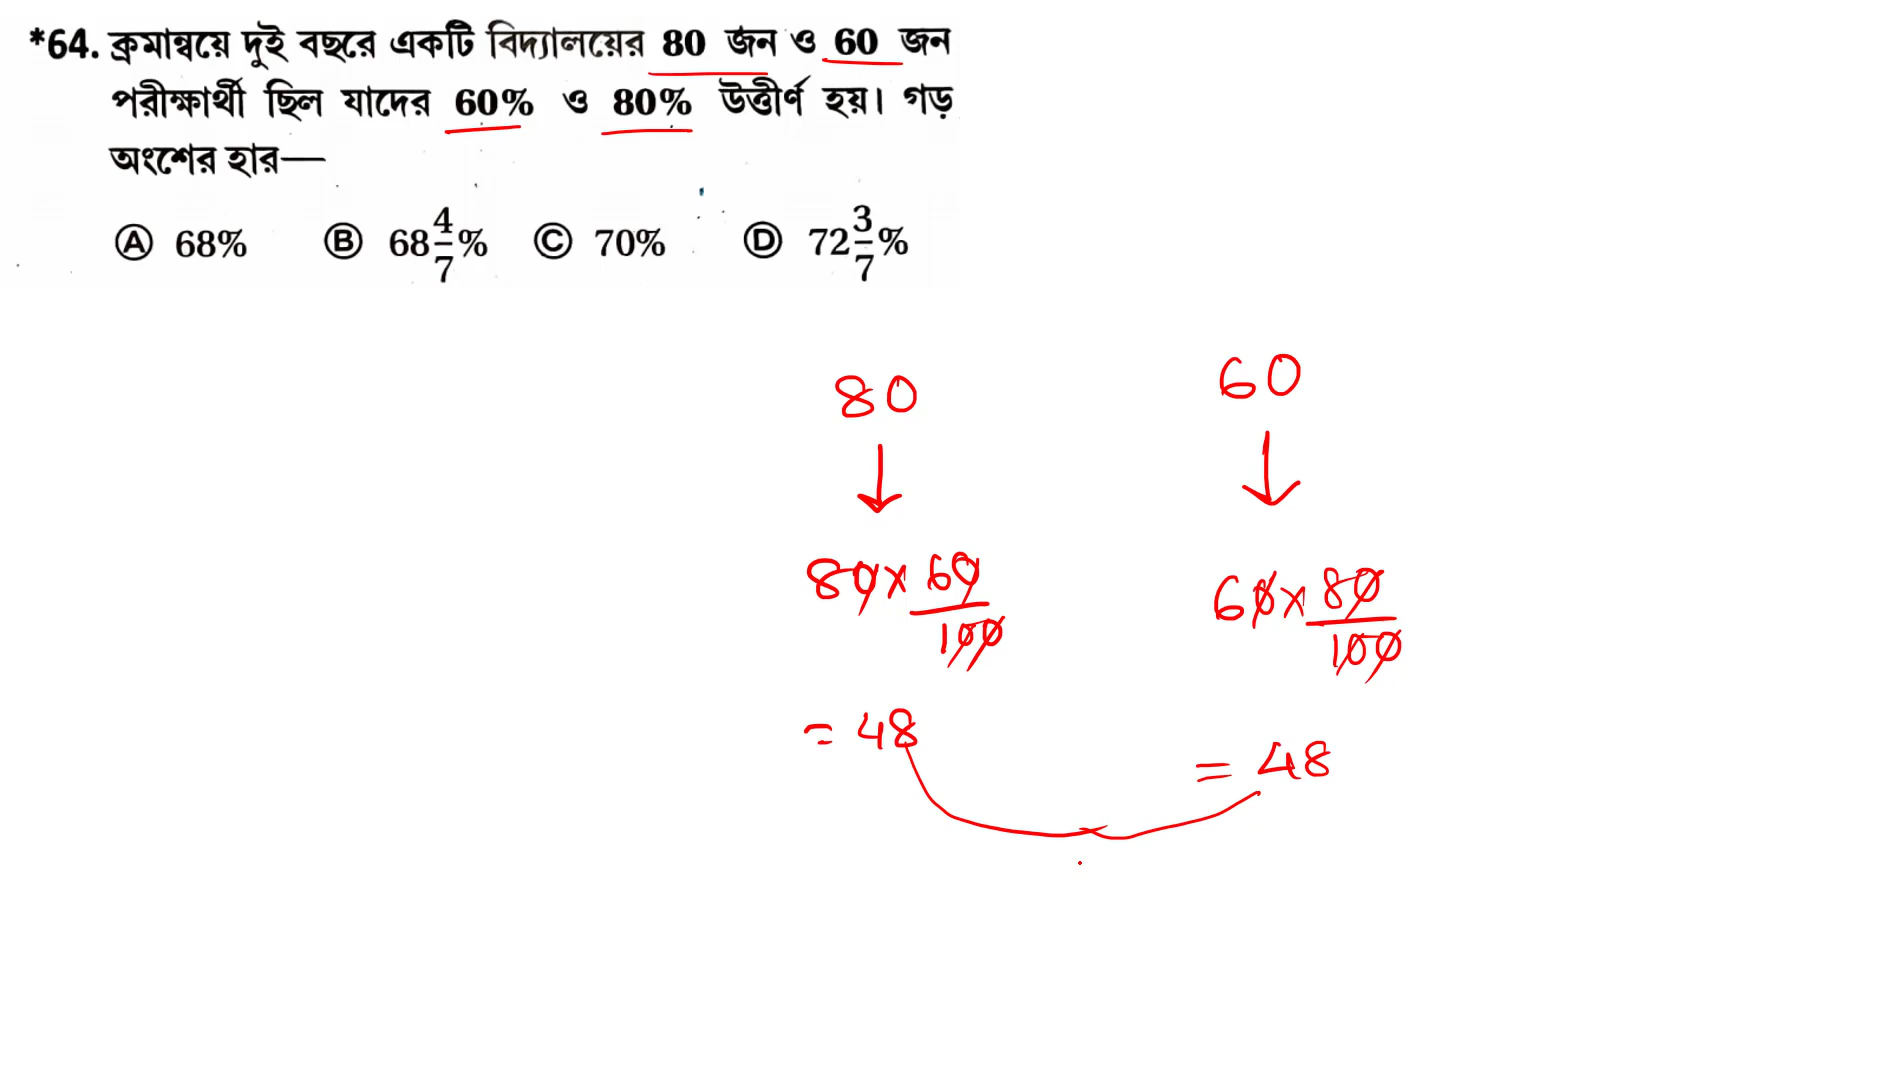 *64. ক্রমান্বয়ে দুই বছরে একটি বিদ্যালয়ের 80 জন ও 60 জন
পরীক্ষার্থী ছিল যাদের 60% ও 80% উত্তীর্ণ হয়। গড়
অংশের হার—
Ⓐ 68% Ⓑ 68 4/7% Ⓒ 70% Ⓓ 72 3/7%
80 60
↓ ↓
80 × 60/100 60 × 80/100
= 48 = 48